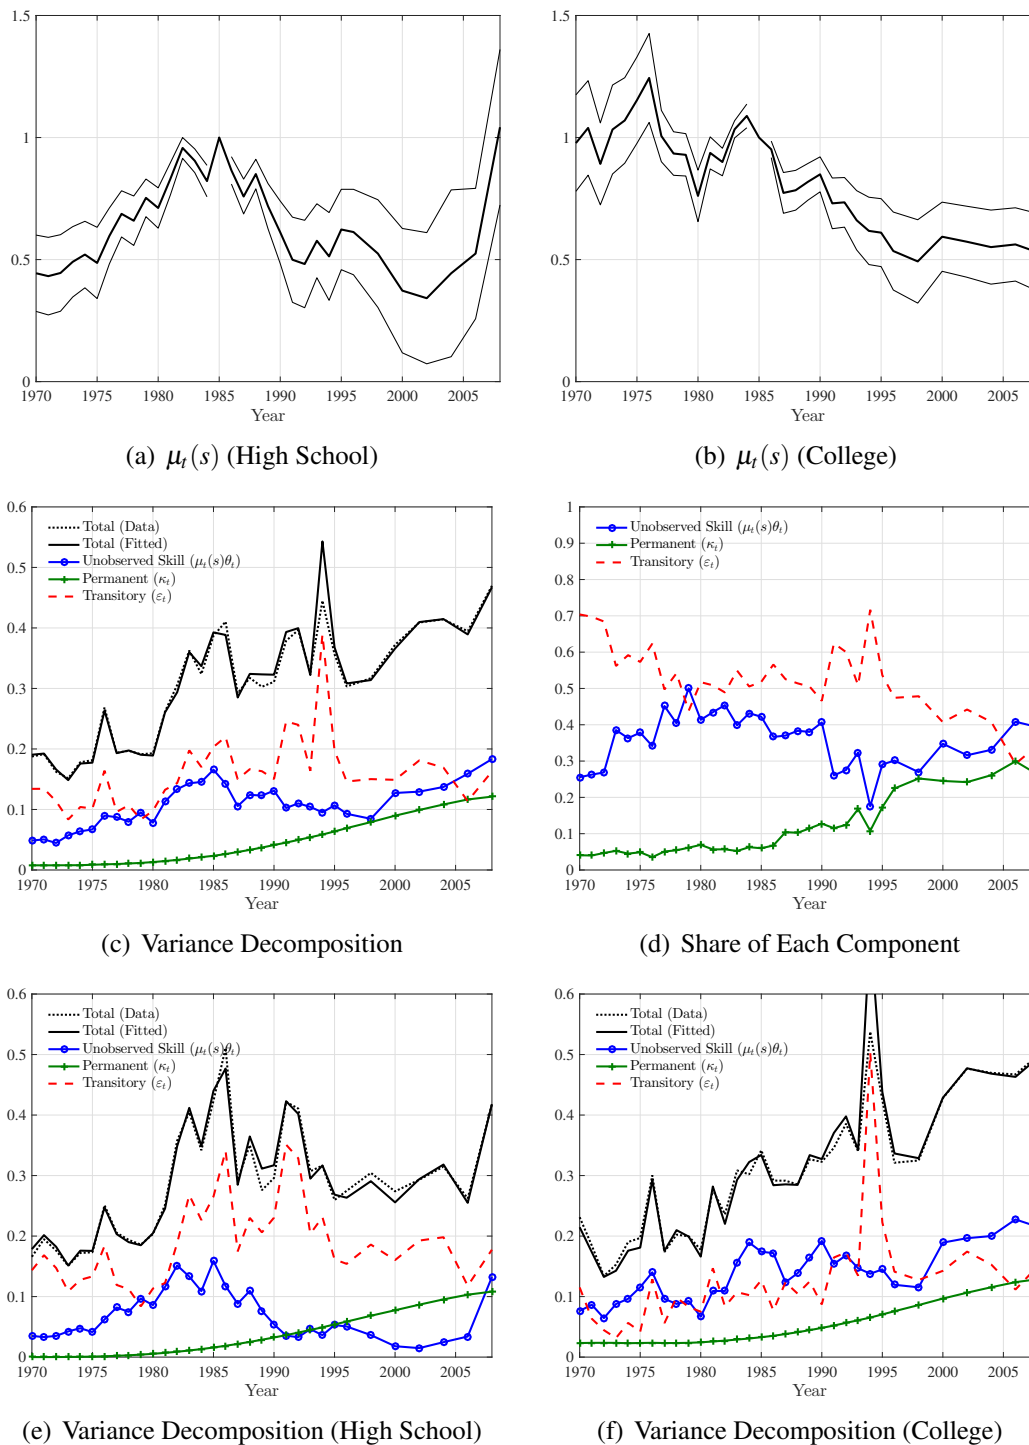 1.5
1
0.5
0
1970 1975 1980 1985 1990 1995 2000 2005
Year
(a) μt(s) (High School)
1.5
1
0.5
0
1970 1975 1980 1985 1990 1995 2000 2005
Year
(b) μt(s) (College)
0.6
0.5
0.4
0.3
0.2
0.1
0
Total (Data)
Total (Fitted)
Unobserved Skill (μt(s)θt)
Permanent (κt)
Transitory (εt)
1970 1975 1980 1985 1990 1995 2000 2005
Year
(c) Variance Decomposition
1
0.9
0.8
0.7
0.6
0.5
0.4
0.3
0.2
0.1
0
Unobserved Skill (μt(s)θt)
Permanent (κt)
Transitory (εt)
1970 1975 1980 1985 1990 1995 2000 2005
Year
(d) Share of Each Component
0.6
0.5
0.4
0.3
0.2
0.1
0
Total (Data)
Total (Fitted)
Unobserved Skill (μt(s)θt)
Permanent (κt)
Transitory (εt)
1970 1975 1980 1985 1990 1995 2000 2005
Year
(e) Variance Decomposition (High School)
0.6
0.5
0.4
0.3
0.2
0.1
0
Total (Data)
Total (Fitted)
Unobserved Skill (μt(s)θt)
Permanent (κt)
Transitory (εt)
1970 1975 1980 1985 1990 1995 2000 2005
Year
(f) Variance Decomposition (College)